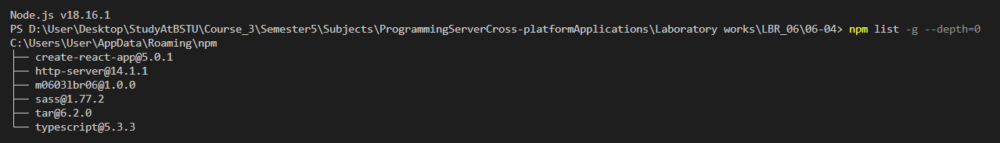 Node.js v18.16.1
PS D:\User\Desktop\StudyAtBSTU\Course_3\Semester5\Subjects\ProgrammingServerCross-platformApplications\Laboratory works\LBR_06\06-04> npm list -g --depth=0
C:\Users\User\AppData\Roaming\npm
├── create-react-app@5.0.1
├── http-server@14.1.1
├── m0603lbr06@1.0.0
├── sass@1.77.2
├── tar@6.2.0
└── typescript@5.3.3